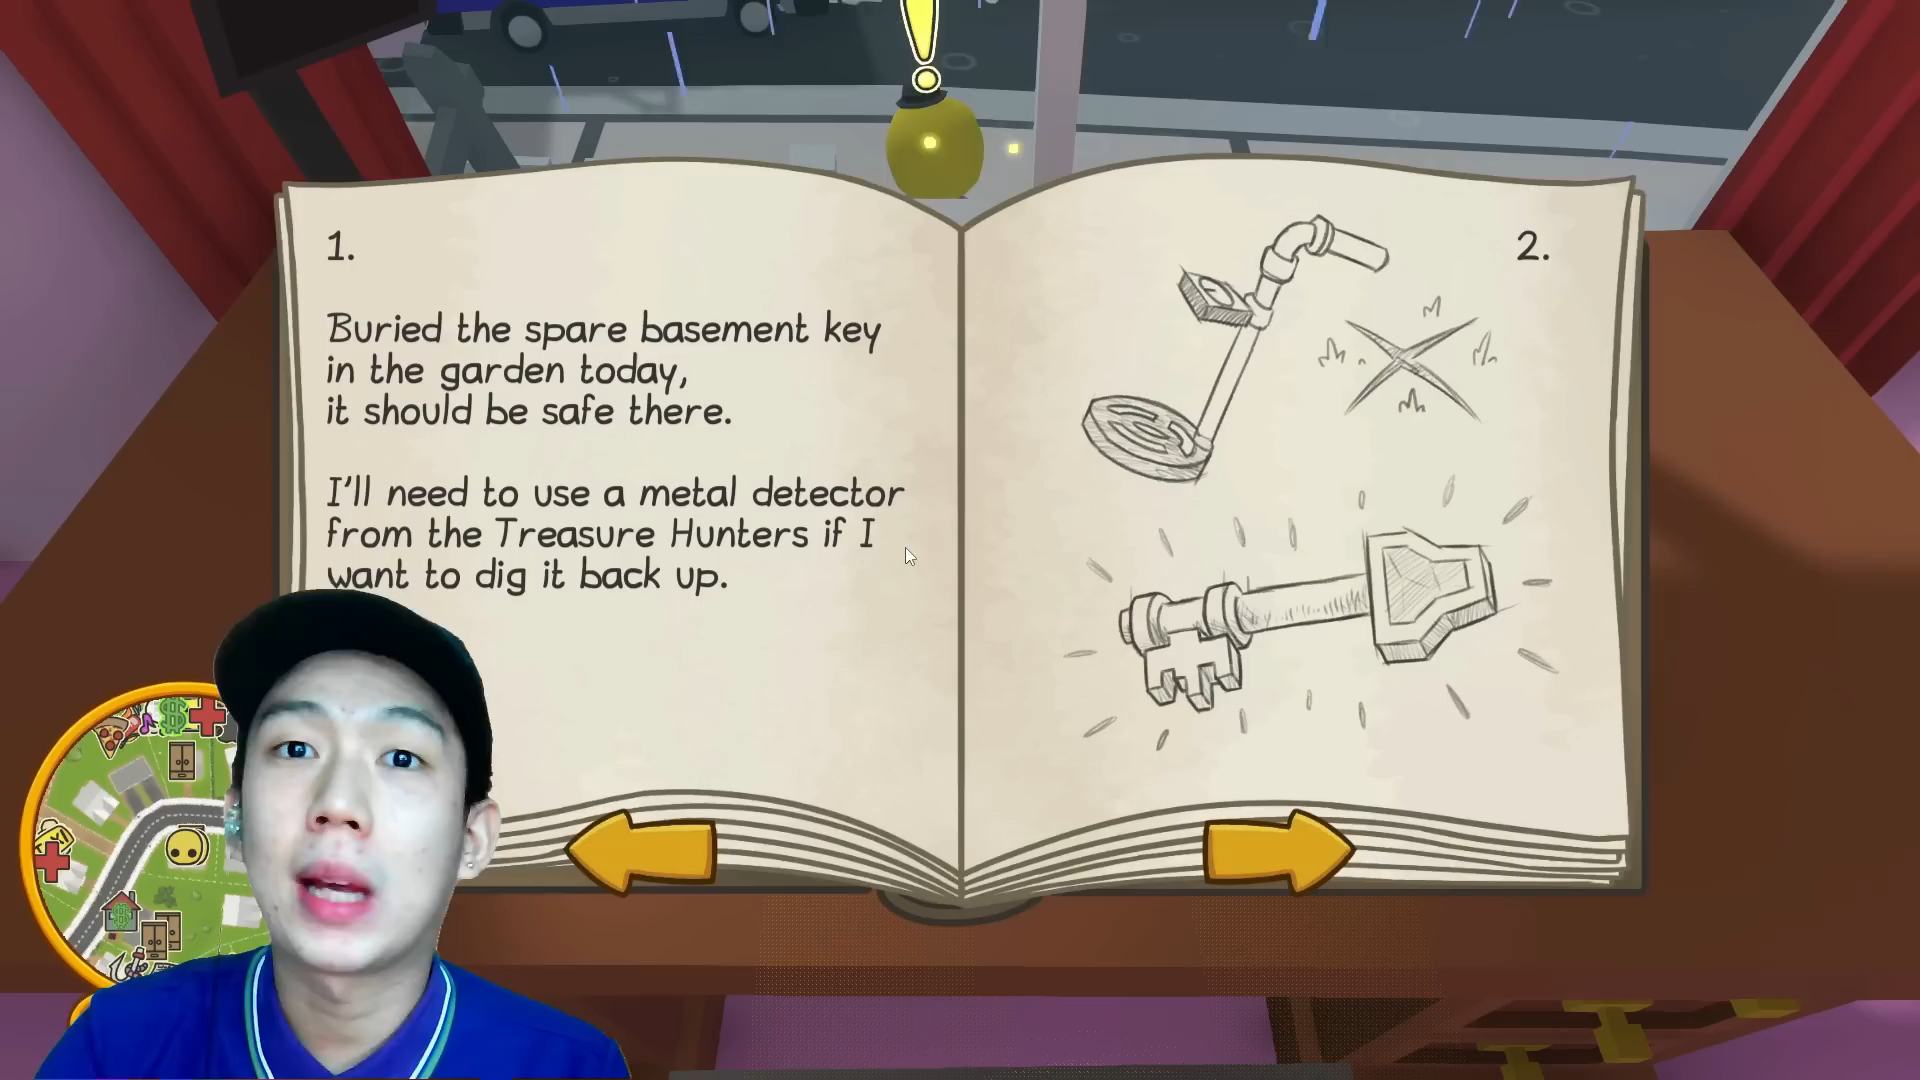 1.
Buried the spare basement key
in the garden today,
it should be safe there.
I'll need to use a metal detector
from the Treasure Hunters if I
want to dig it back up.
2.